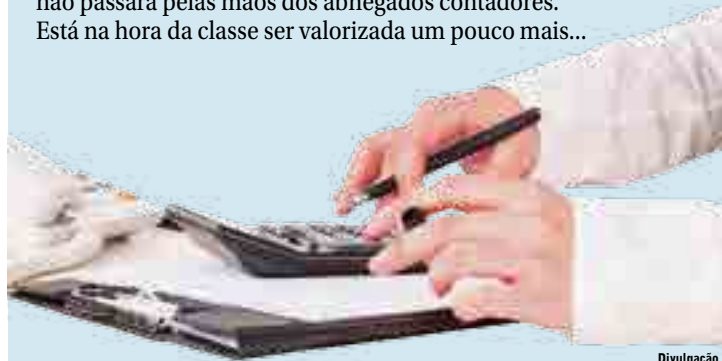 não passará pelas mãos dos abnegados contadores.
Está na hora da classe ser valorizada um pouco mais...
Divulgação